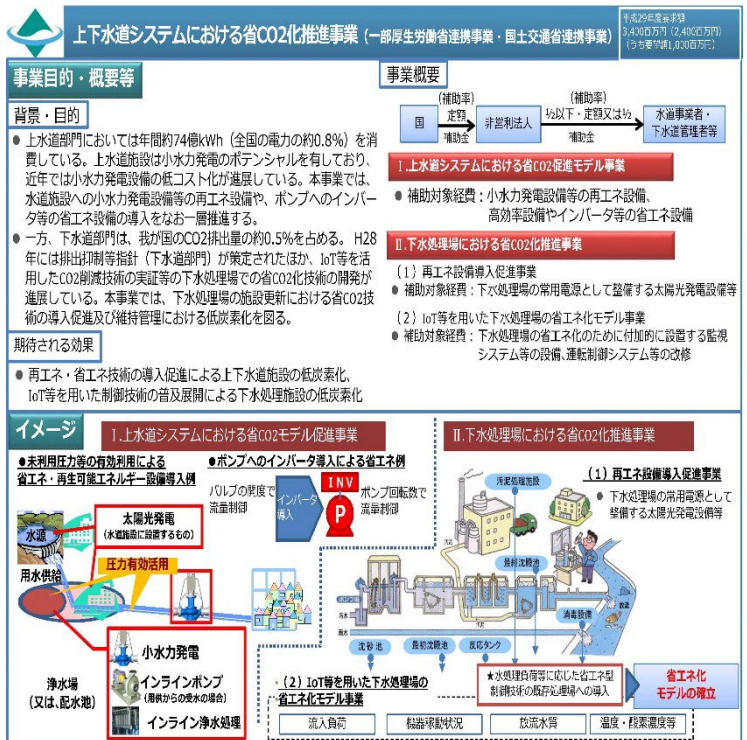 上下水道システムにおける省CO2化推進事業（一部厚生労働省連携事業・国土交通省連携事業）
平成29年度要求額
3,400百万円（2,400百万円）
（うち要望額1,000百万円）
事業目的・概要等
背景・目的
● 上水道部門においては年間約74億kWh（全国の電力の約0.8%）を消
費している。上水道施設は小水力発電のポテンシャルを有しており、
近年では小水力発電設備の低コスト化が進展している。本事業では、
水道施設への小水力発電設備等の再エネ設備や、ポンプへのインバー
タ等の省エネ設備の導入をなお一層推進する。
● 一方、下水道部門は、我が国のCO2排出量の約0.5%を占める。 H28
年には排出抑制等指針（下水道部門）が策定されたほか、IoT等を活
用したCO2削減技術の実証等の下水処理場での省CO2化技術の開発が
進展している。本事業では、下水処理場の施設更新における省CO2技
術の導入促進及び維持管理における低炭素化を図る。
期待される効果
● 再エネ・省エネ技術の導入促進による上下水道施設の低炭素化、
IoT等を用いた制御技術の普及展開による下水処理施設の低炭素化
事業概要
（補助率）
定額
国
補助金
非営利法人
（補助率）
½以下・定額又は½
補助金
水道事業者・
下水道管理者等
Ⅰ.上水道システムにおける省CO2促進モデル事業
● 補助対象経費：小水力発電設備等の再エネ設備、
高効率設備やインバータ等の省エネ設備
Ⅱ.下水処理場における省CO2化推進事業
（１）再エネ設備導入促進事業
● 補助対象経費：下水処理場の常用電源として整備する太陽光発電設備等
（２）IoT等を用いた下水処理場の省エネ化モデル事業
● 補助対象経費：下水処理場の省エネ化のために付加的に設置する監視
システム等の設備、運転制御システム等の改修
イメージ
Ⅰ.上水道システムにおける省CO2モデル促進事業
●未利用圧力等の有効利用による
省エネ・再生可能エネルギー設備導入例
水源
太陽光発電
（水道施設に設置するもの）
用水供給
圧力有効活用
小水力発電
インラインポンプ
（用供からの受水の場合）
インライン浄水処理
浄水場
（又は、配水池）
●ポンプへのインバータ導入による省エネ例
バルブの開度で
流量制御
インバータ
導入
INV
P
ポンプ回転数で
流量制御
Ⅱ.下水処理場における省CO2化推進事業
（１）再エネ設備導入促進事業
● 下水処理場の常用電源として
整備する太陽光発電設備等
汚泥処理施設
最終沈殿池
ポンプ
汚水
雨水
消毒設備
放流
沈砂池
最初沈殿池
反応タンク
（２）IoT等を用いた下水処理場の
省エネ化モデル事業
★水処理負荷等に応じた省エネ型
制御技術の既存処理場への導入
省エネ化
モデルの確立
流入負荷
機器稼動状況
放流水質
温度・酸素濃度等